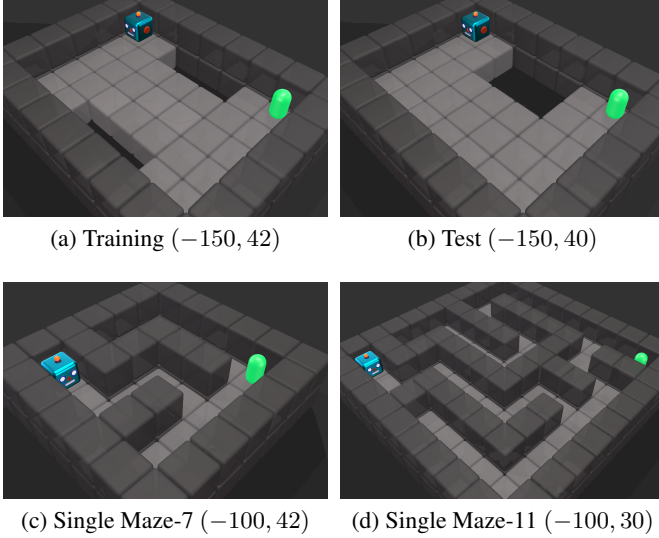 (a) Training (−150, 42)
(b) Test (−150, 40)
(c) Single Maze-7 (−100, 42)
(d) Single Maze-11 (−100, 30)